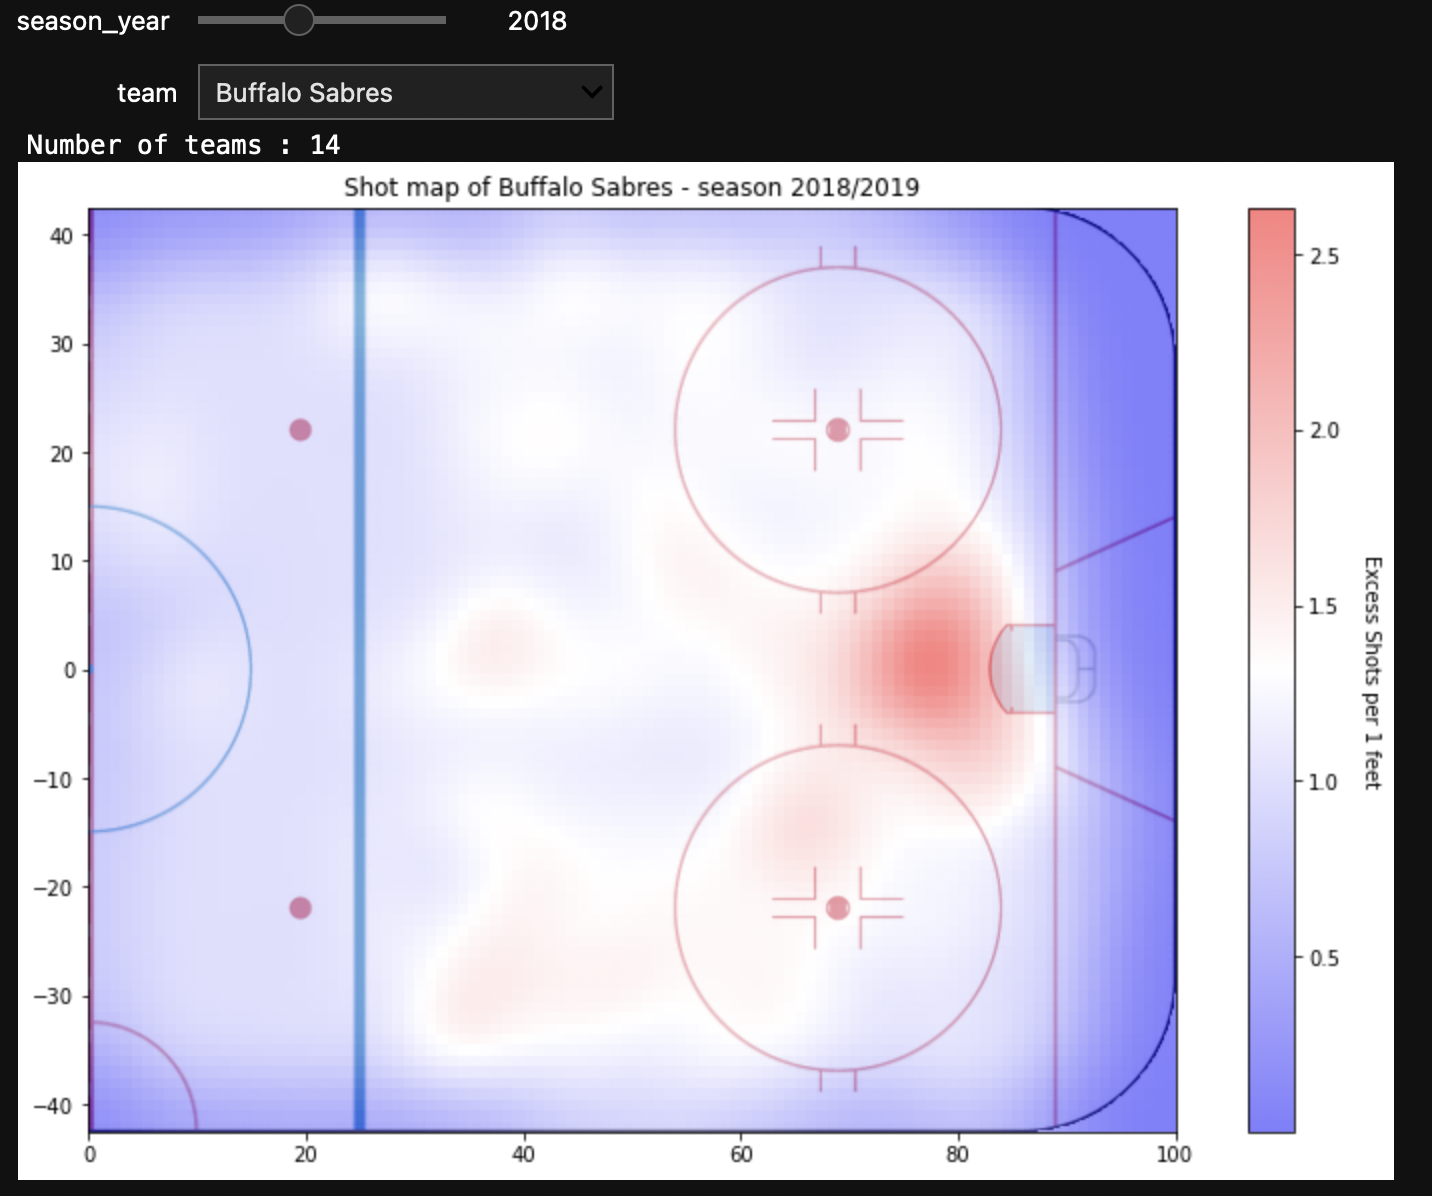 season_year 2018
team Buffalo Sabres
Number of teams : 14
Shot map of Buffalo Sabres - season 2018/2019
40
30
20
10
0
−10
−20
−30
−40
0 20 40 60 80 100
2.5
2.0
1.5
1.0
0.5
Excess Shots per 1 feet